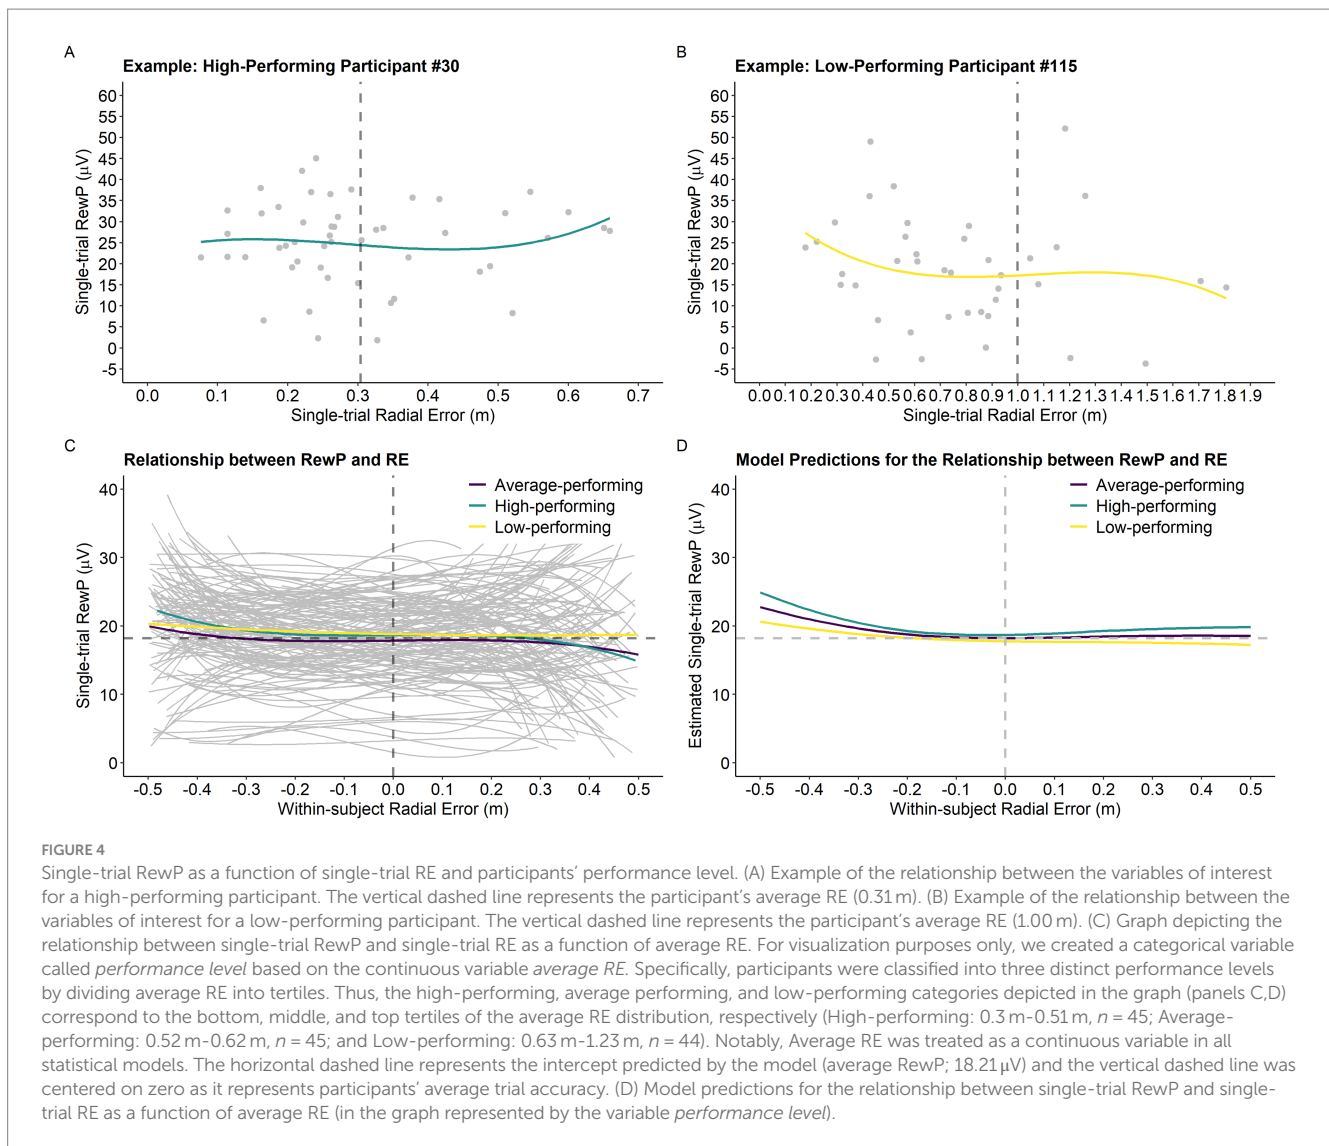 A
Example: High-Performing Participant #30
Single-trial RewP (μV)
60
55
50
45
40
35
30
25
20
15
10
5
0
-5
0.0 0.1 0.2 0.3 0.4 0.5 0.6 0.7
Single-trial Radial Error (m)
B
Example: Low-Performing Participant #115
Single-trial RewP (μV)
60
55
50
45
40
35
30
25
20
15
10
5
0
-5
0.0 0.1 0.2 0.3 0.4 0.5 0.6 0.7 0.8 0.9 1.0 1.1 1.2 1.3 1.4 1.5 1.6 1.7 1.8 1.9
Single-trial Radial Error (m)
C
Relationship between RewP and RE
Average-performing
High-performing
Low-performing
Single-trial RewP (μV)
40
30
20
10
0
-0.5 -0.4 -0.3 -0.2 -0.1 0.0 0.1 0.2 0.3 0.4 0.5
Within-subject Radial Error (m)
D
Model Predictions for the Relationship between RewP and RE
Average-performing
High-performing
Low-performing
Estimated Single-trial RewP (μV)
40
30
20
10
0
-0.5 -0.4 -0.3 -0.2 -0.1 0.0 0.1 0.2 0.3 0.4 0.5
Within-subject Radial Error (m)
FIGURE 4
Single-trial RewP as a function of single-trial RE and participants' performance level. (A) Example of the relationship between the variables of interest
for a high-performing participant. The vertical dashed line represents the participant's average RE (0.31 m). (B) Example of the relationship between the
variables of interest for a low-performing participant. The vertical dashed line represents the participant's average RE (1.00 m). (C) Graph depicting the
relationship between single-trial RewP and single-trial RE as a function of average RE. For visualization purposes only, we created a categorical variable
called performance level based on the continuous variable average RE. Specifically, participants were classified into three distinct performance levels
by dividing average RE into tertiles. Thus, the high-performing, average performing, and low-performing categories depicted in the graph (panels C,D)
correspond to the bottom, middle, and top tertiles of the average RE distribution, respectively (High-performing: 0.3 m-0.51 m, n = 45; Average-
performing: 0.52 m-0.62 m, n = 45; and Low-performing: 0.63 m-1.23 m, n = 44). Notably, Average RE was treated as a continuous variable in all
statistical models. The horizontal dashed line represents the intercept predicted by the model (average RewP; 18.21 μV) and the vertical dashed line was
centered on zero as it represents participants' average trial accuracy. (D) Model predictions for the relationship between single-trial RewP and single-
trial RE as a function of average RE (in the graph represented by the variable performance level).